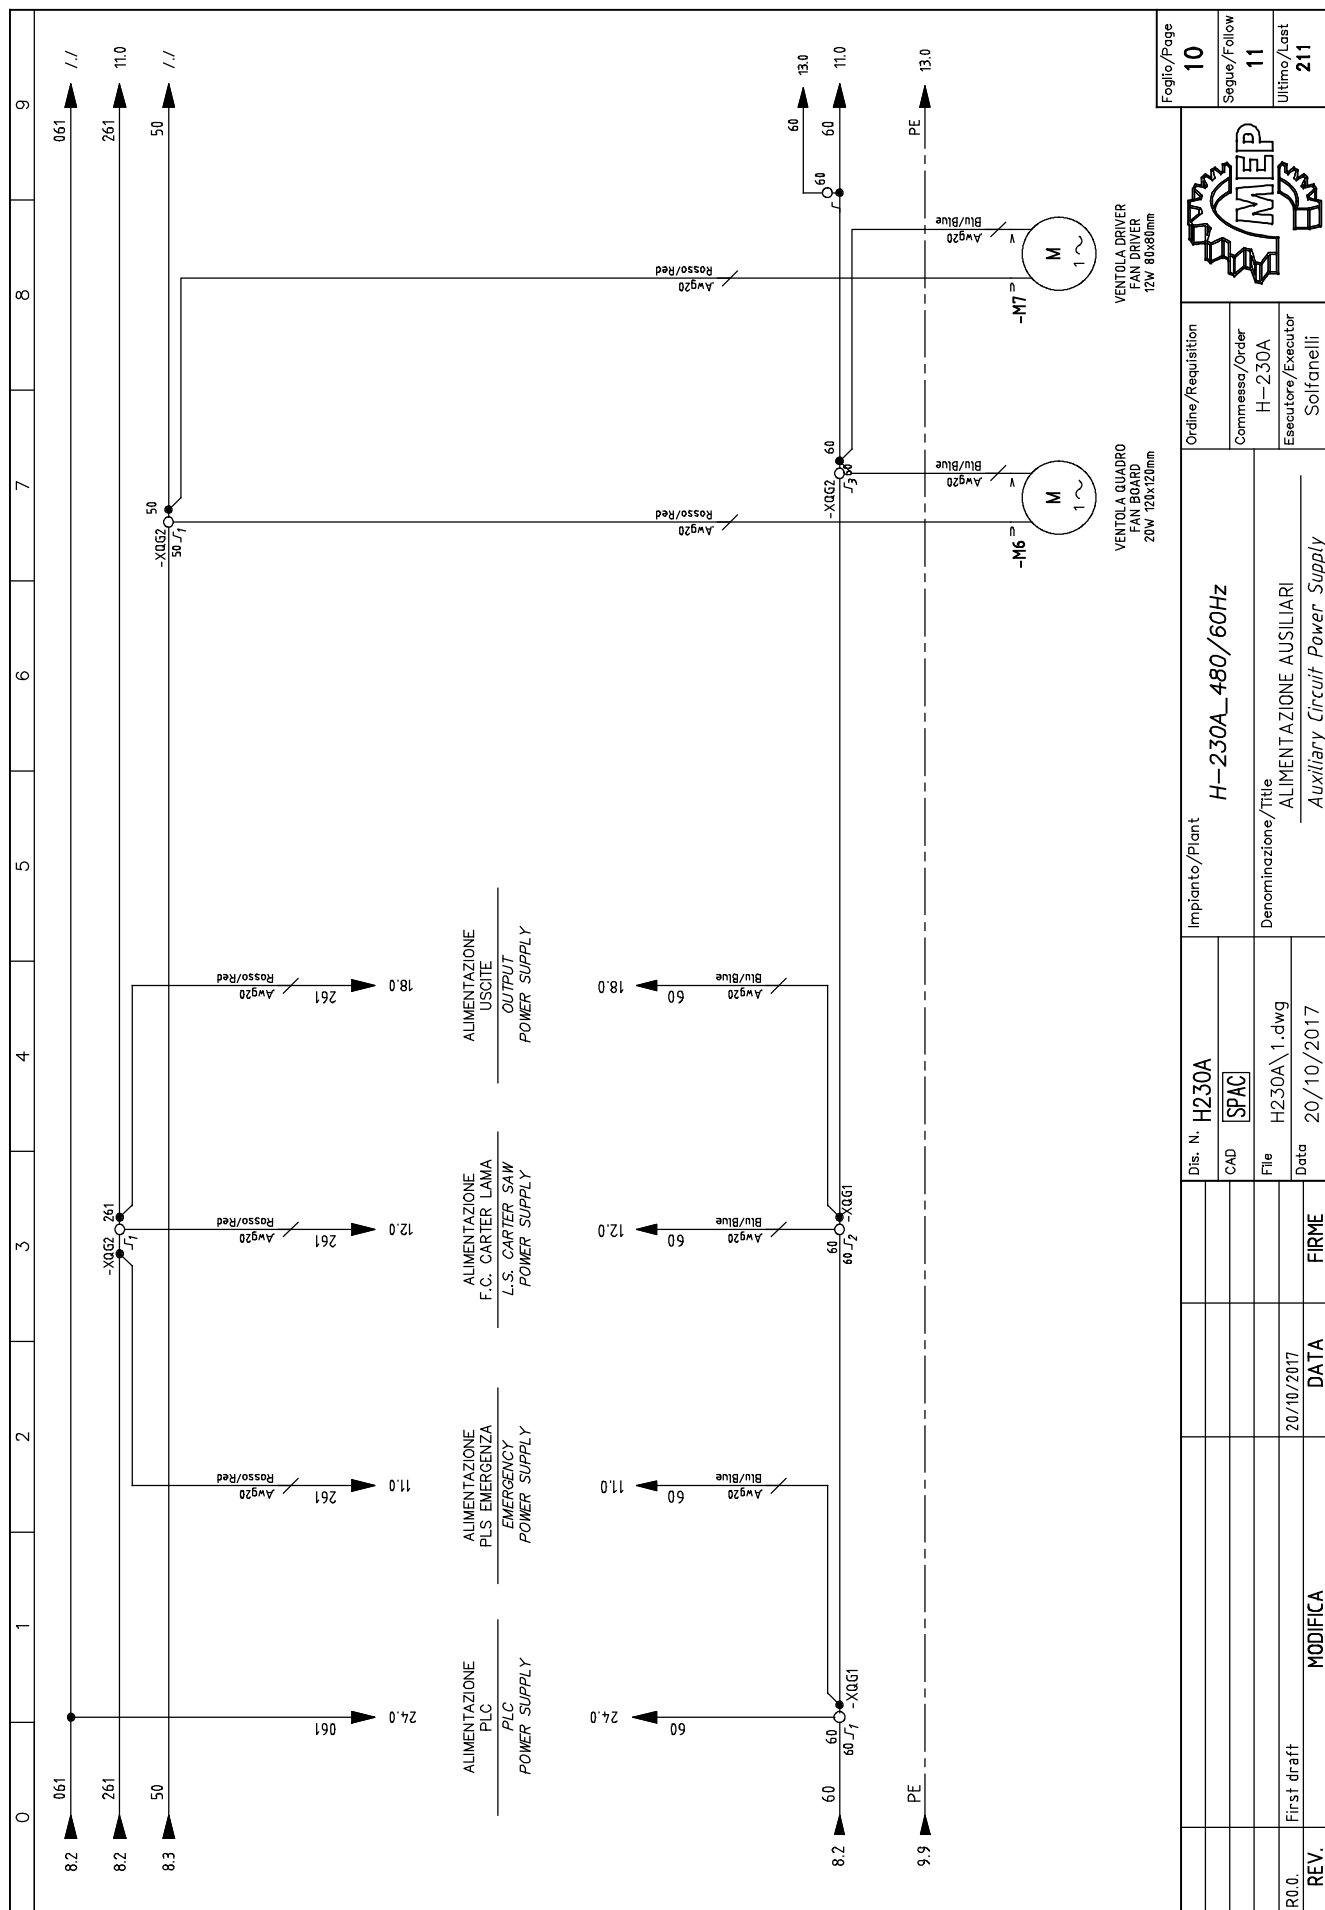 0 1 2 3 4 5 6 7 8 9
8.2 061 061 /./
8.2 261 261 11.0
8.3 50 50 /./
-XQG2 261
1
-XQG2 50
50 1
Awg20 Rosso/Red
Awg20 Rosso/Red
Awg20 Rosso/Red
Awg20 Rosso/Red
Awg20 Rosso/Red
061 261 261 261
24.0 11.0 12.0 18.0
ALIMENTAZIONE
PLC
PLC
POWER SUPPLY
ALIMENTAZIONE
PLS EMERGENZA
EMERGENCY
POWER SUPPLY
ALIMENTAZIONE
F.C. CARTER LAMA
L.S. CARTER SAW
POWER SUPPLY
ALIMENTAZIONE
USCITE
OUTPUT
POWER SUPPLY
24.0 11.0 12.0 18.0
60 60 60 60
Awg20 Blu/Blue
Awg20 Blu/Blue
Awg20 Blu/Blue
60 13.0
8.2 60 60 11.0
60
60 1 -XQG1
60
60 2 -XQG1
-XQG2 60
3 60
60
9.9 PE PE 13.0
Awg20 Blu/Blue
Awg20 Blu/Blue
-M6 U V
M
1
VENTOLA QUADRO
FAN BOARD
20W 120x120mm
-M7 U V
M
1
VENTOLA DRIVER
FAN DRIVER
12W 80x80mm
R0.0. First draft 20/10/2017
REV. MODIFICA DATA FIRME
Dis. N. H230A
CAD SPAC
File H230A\1.dwg
Data 20/10/2017
Impianto/Plant
H-230A_480/60Hz
Denominazione/Title
ALIMENTAZIONE AUSILIARI
Auxiliary Circuit Power Supply
Ordine/Requisition
Commessa/Order
H-230A
Esecutore/Executor
Solfanelli
MEP
Foglio/Page
10
Segue/Follow
11
Ultimo/Last
211